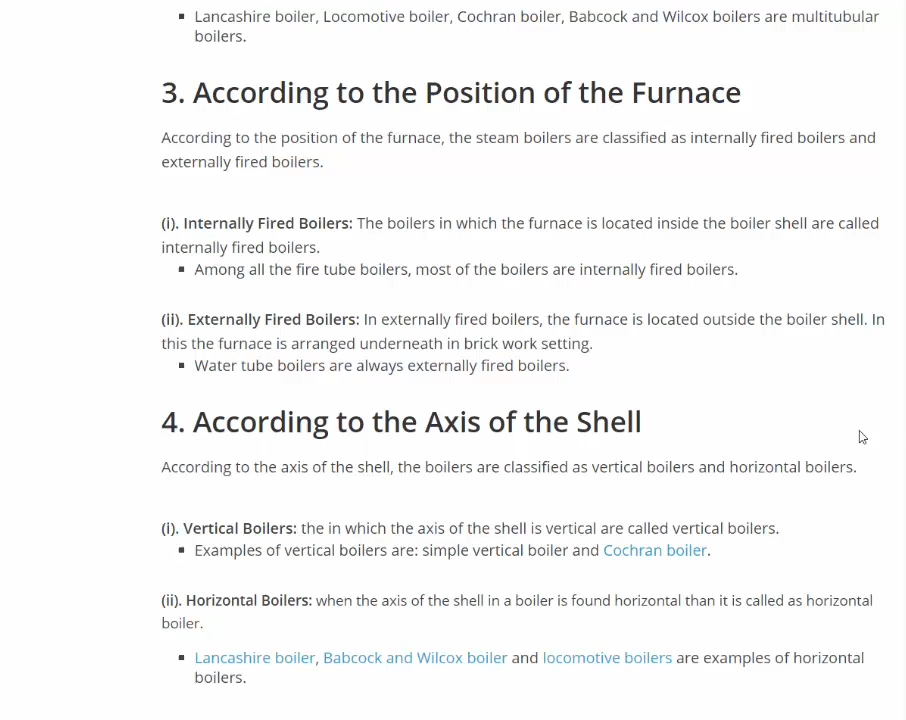 ▪ Lancashire boiler, Locomotive boiler, Cochran boiler, Babcock and Wilcox boilers are multitubular
boilers.
3. According to the Position of the Furnace
According to the position of the furnace, the steam boilers are classified as internally fired boilers and
externally fired boilers.
(i). Internally Fired Boilers: The boilers in which the furnace is located inside the boiler shell are called
internally fired boilers.
▪ Among all the fire tube boilers, most of the boilers are internally fired boilers.
(ii). Externally Fired Boilers: In externally fired boilers, the furnace is located outside the boiler shell. In
this the furnace is arranged underneath in brick work setting.
▪ Water tube boilers are always externally fired boilers.
4. According to the Axis of the Shell
According to the axis of the shell, the boilers are classified as vertical boilers and horizontal boilers.
(i). Vertical Boilers: the in which the axis of the shell is vertical are called vertical boilers.
▪ Examples of vertical boilers are: simple vertical boiler and Cochran boiler.
(ii). Horizontal Boilers: when the axis of the shell in a boiler is found horizontal than it is called as horizontal
boiler.
▪ Lancashire boiler, Babcock and Wilcox boiler and locomotive boilers are examples of horizontal
boilers.